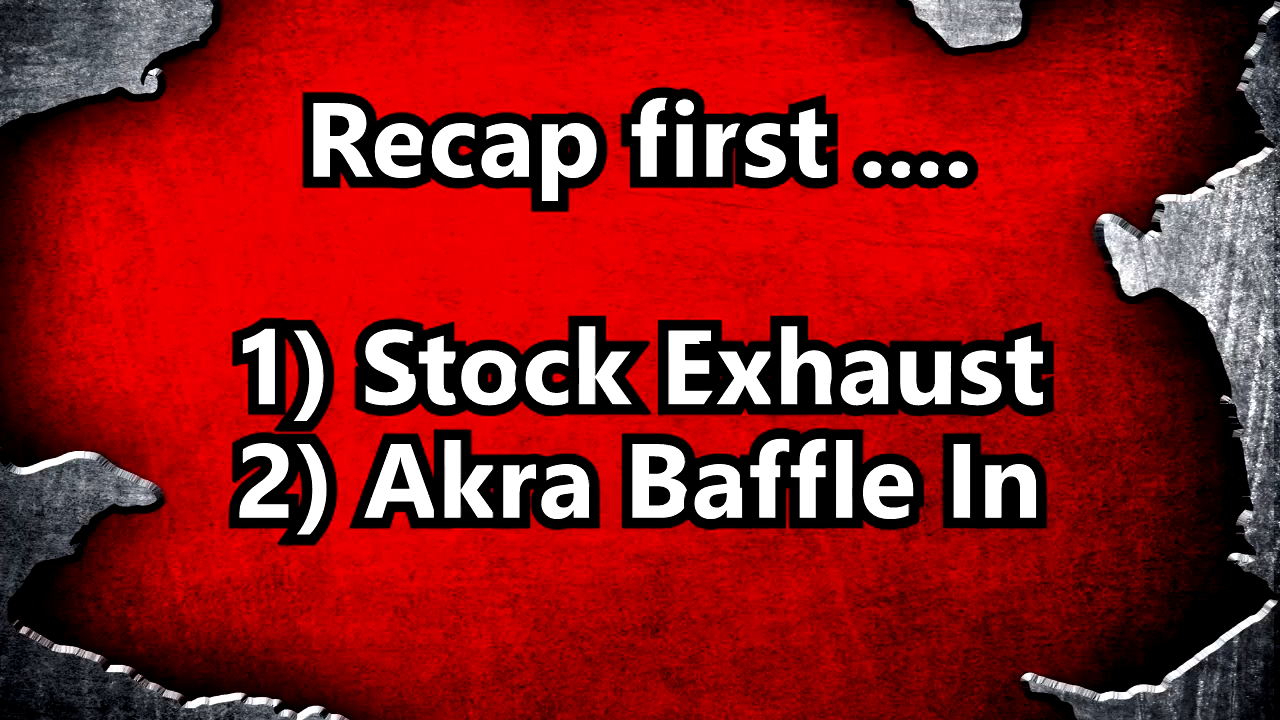 Recap first ....
1) Stock Exhaust
2) Akra Baffle In